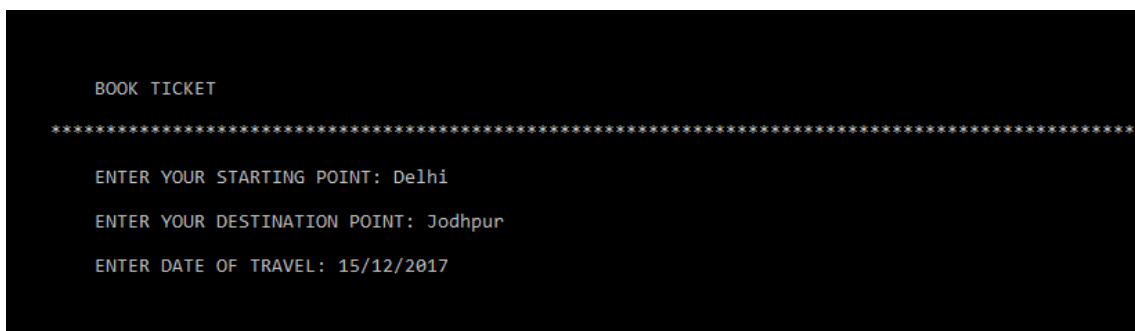 BOOK TICKET
**************************************************************************************************
ENTER YOUR STARTING POINT: Delhi
ENTER YOUR DESTINATION POINT: Jodhpur
ENTER DATE OF TRAVEL: 15/12/2017